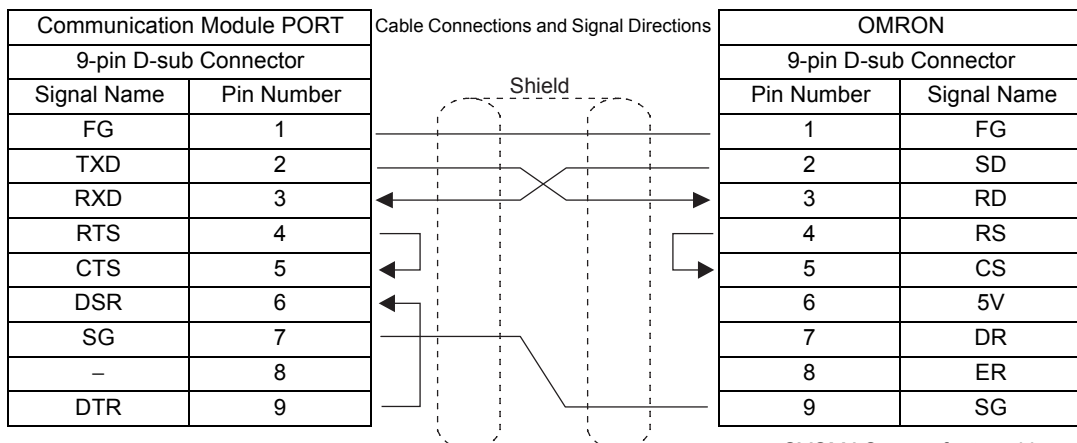 Communication Module PORT Cable Connections and Signal Directions OMRON
9-pin D-sub Connector 9-pin D-sub Connector
Signal Name Pin Number Shield Pin Number Signal Name
FG 1 1 FG
TXD 2 2 SD
RXD 3 3 RD
RTS 4 4 RS
CTS 5 5 CS
DSR 6 6 5V
SG 7 7 DR
– 8 8 ER
DTR 9 9 SG